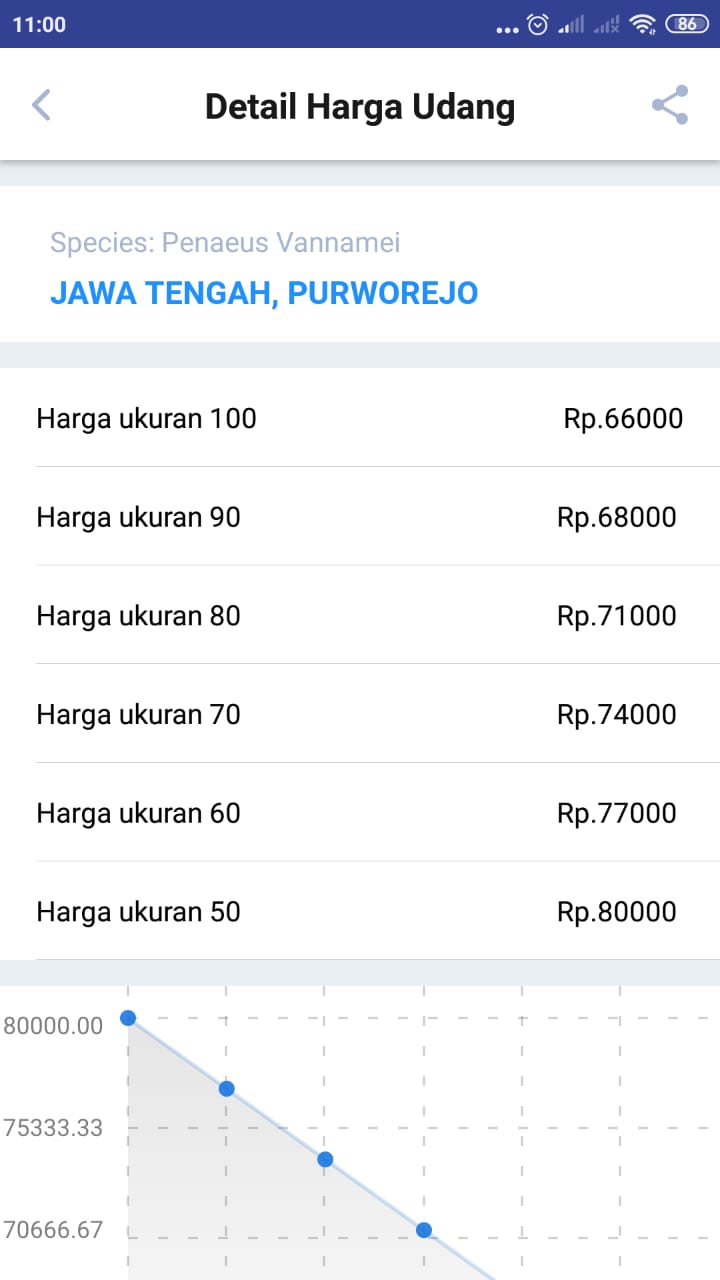 11:00
86
Detail Harga Udang
Species: Penaeus Vannamei
JAWA TENGAH, PURWOREJO
Harga ukuran 100 Rp.66000
Harga ukuran 90 Rp.68000
Harga ukuran 80 Rp.71000
Harga ukuran 70 Rp.74000
Harga ukuran 60 Rp.77000
Harga ukuran 50 Rp.80000
80000.00
75333.33
70666.67